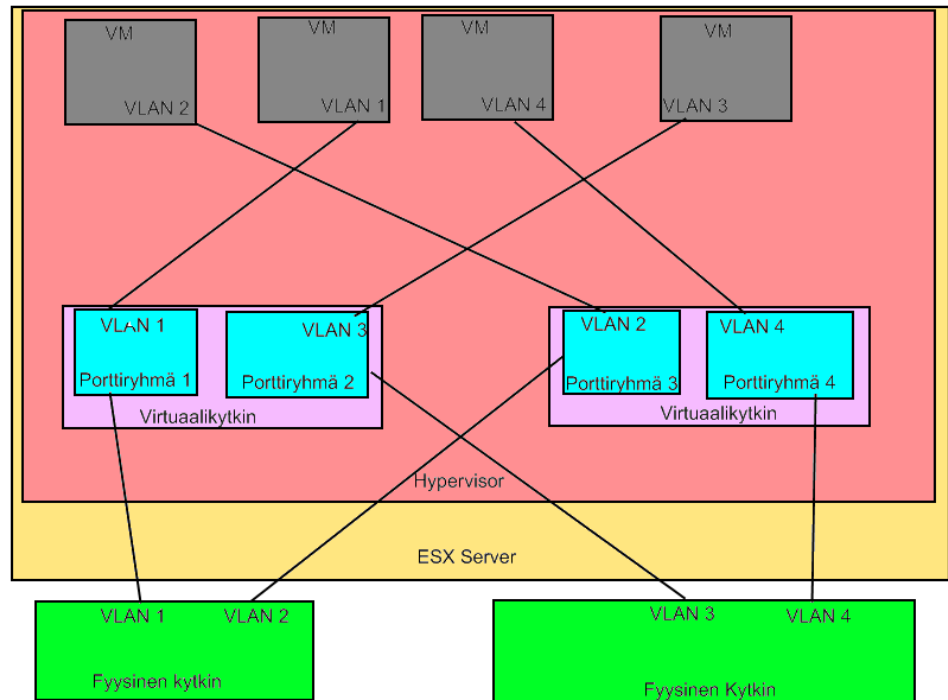 VM
VLAN 2
VM
VLAN 1
VM
VLAN 4
VM
VLAN 3
VLAN 1
Porttiryhmä 1
VLAN 3
Porttiryhmä 2
Virtuaalikytkin
VLAN 2
Porttiryhmä 3
VLAN 4
Porttiryhmä 4
Virtuaalikytkin
Hypervisor
ESX Server
VLAN 1
VLAN 2
Fyysinen kytkin
VLAN 3
VLAN 4
Fyysinen Kytkin